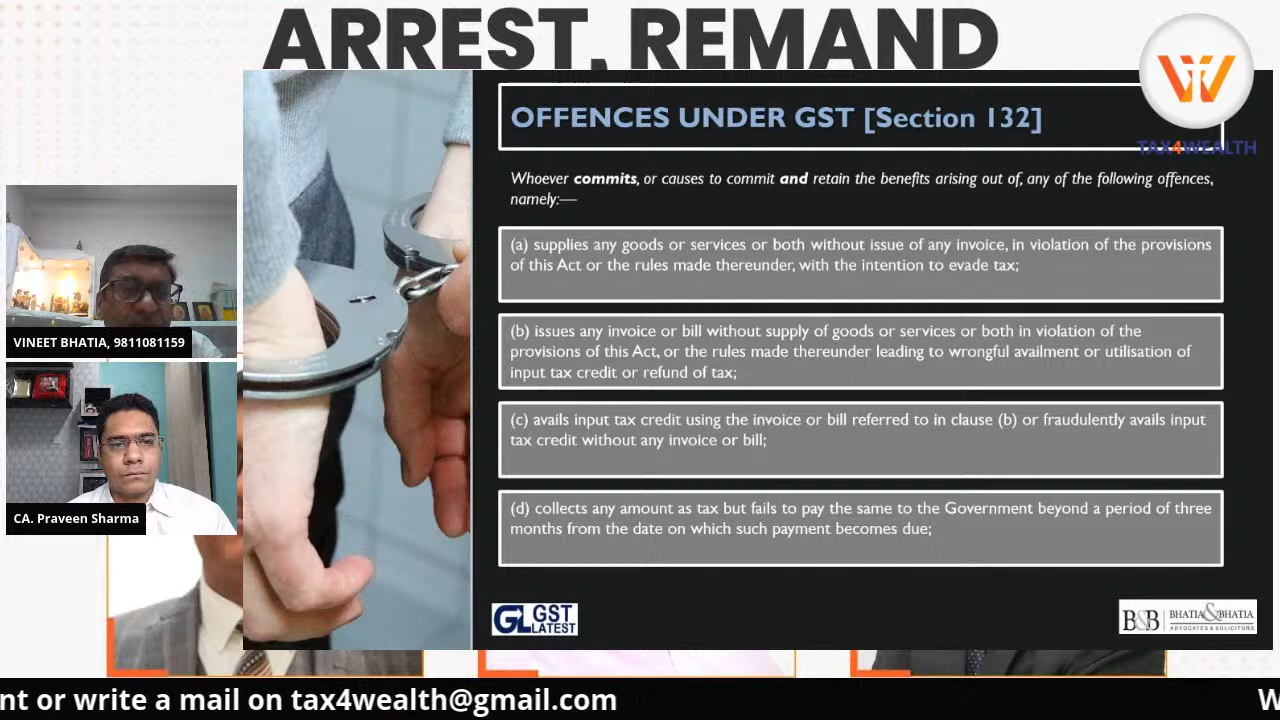 ARREST, REMAND
TAX4WEALTH
OFFENCES UNDER GST [Section 132]
Whoever commits, or causes to commit and retain the benefits arising out of, any of the following offences,
namely:—
(a) supplies any goods or services or both without issue of any invoice, in violation of the provisions
of this Act or the rules made thereunder, with the intention to evade tax;
(b) issues any invoice or bill without supply of goods or services or both in violation of the
provisions of this Act, or the rules made thereunder leading to wrongful availment or utilisation of
input tax credit or refund of tax;
(c) avails input tax credit using the invoice or bill referred to in clause (b) or fraudulently avails input
tax credit without any invoice or bill;
(d) collects any amount as tax but fails to pay the same to the Government beyond a period of three
months from the date on which such payment becomes due;
VINEET BHATIA, 9811081159
CA. Praveen Sharma
GL GST
LATEST
B&B BHATIA&BHATIA
ADVOCATES & SOLICITORS
nt or write a mail on tax4wealth@gmail.com
W